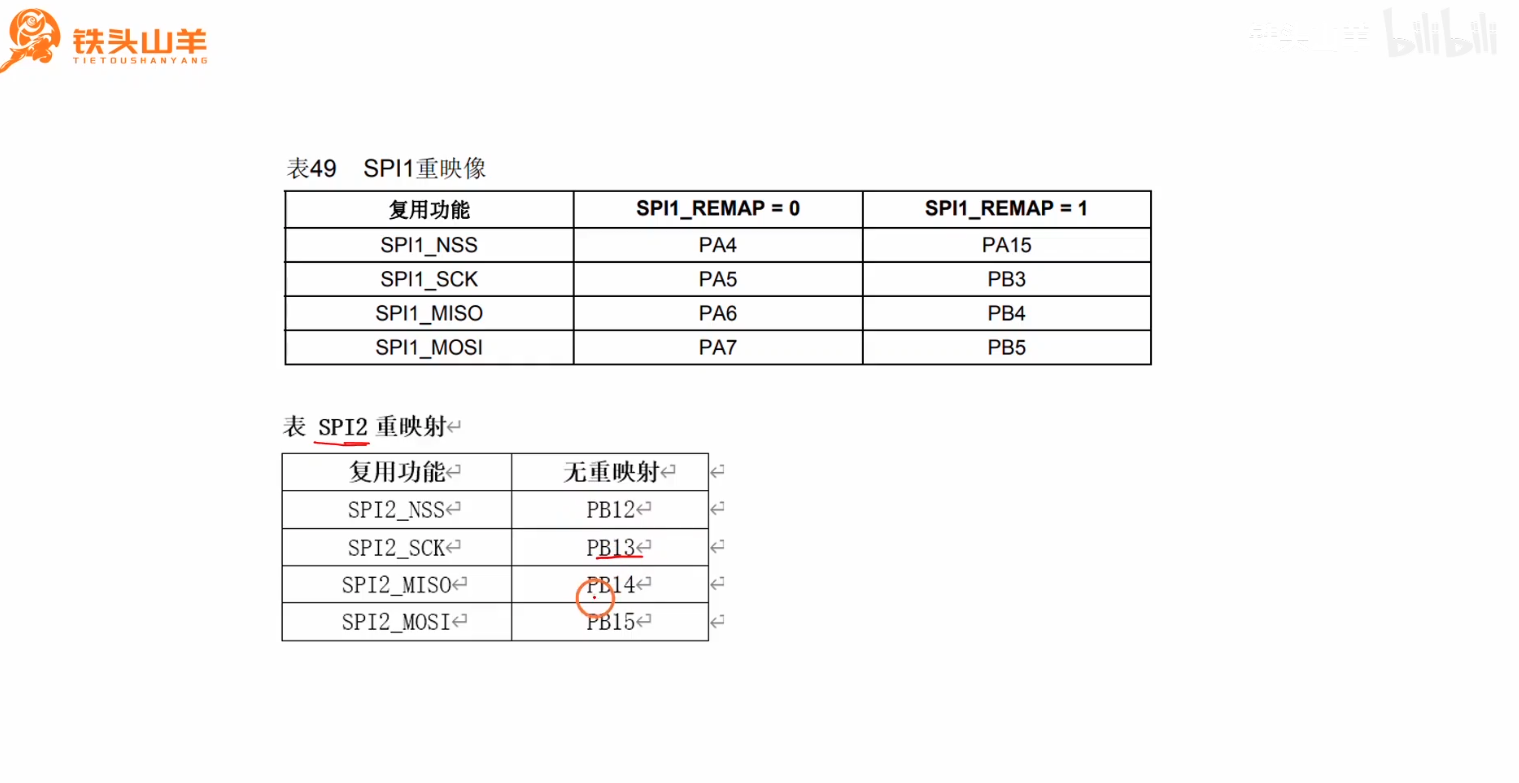 铁头山羊
TIETOUSHANYANG
bilibili
表49 SPI1重映像
复用功能 SPI1_REMAP = 0 SPI1_REMAP = 1
SPI1_NSS PA4 PA15
SPI1_SCK PA5 PB3
SPI1_MISO PA6 PB4
SPI1_MOSI PA7 PB5
表 SPI2 重映射↵
复用功能↵ 无重映射↵ ↵
SPI2_NSS↵ PB12↵ ↵
SPI2_SCK↵ PB13↵ ↵
SPI2_MISO↵ PB14↵ ↵
SPI2_MOSI↵ PB15↵ ↵